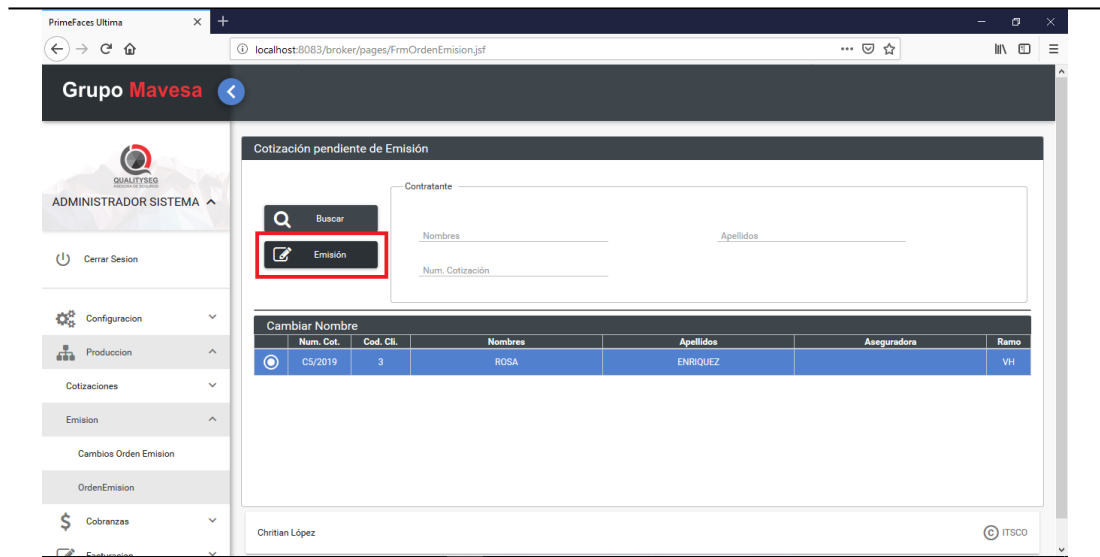 PrimeFaces Ultima
localhost:8083/broker/pages/FrmOrdenEmision.jsf
Grupo Mavesa
QUALITYSEG
ADMINISTRADOR SISTEMA
Cerrar Sesion
Configuracion
Produccion
Cotizaciones
Emision
Cambios Orden Emision
OrdenEmision
Cobranzas
Facturacion
Cotización pendiente de Emisión
Buscar
Emisión
Contratante
Nombres Apellidos
Num. Cotización
Cambiar Nombre
Num. Cot. Cod. Cli. Nombres Apellidos Aseguradora Ramo
C5/2019 3 ROSA ENRIQUEZ VH
Chritian López
© ITSCO